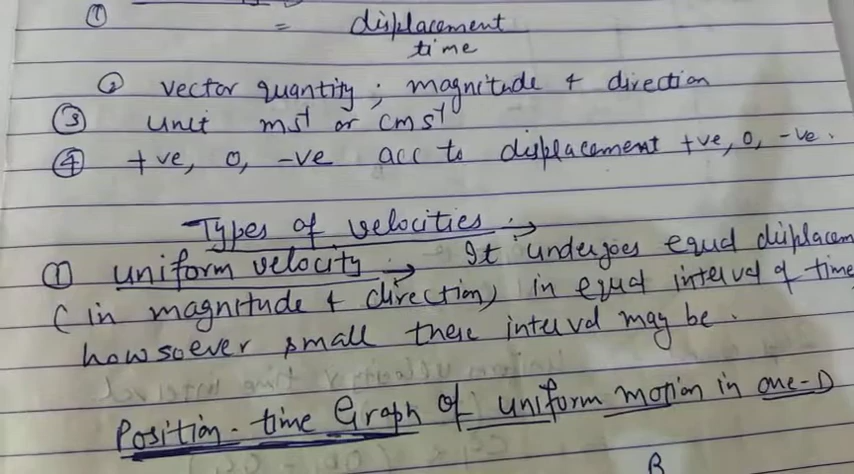 ① = displacement
time
② vector quantity ; magnitude & direction
③ unit ms⁻¹ or cms⁻¹
④ +ve, 0, -ve acc to displacement +ve, 0, -ve.
Types of velocities :→
① uniform velocity → It undergoes equal displacem
(in magnitude & direction) in equal interval of time
howsoever small these interval may be.
Position-time Graph of uniform motion in one-D
B